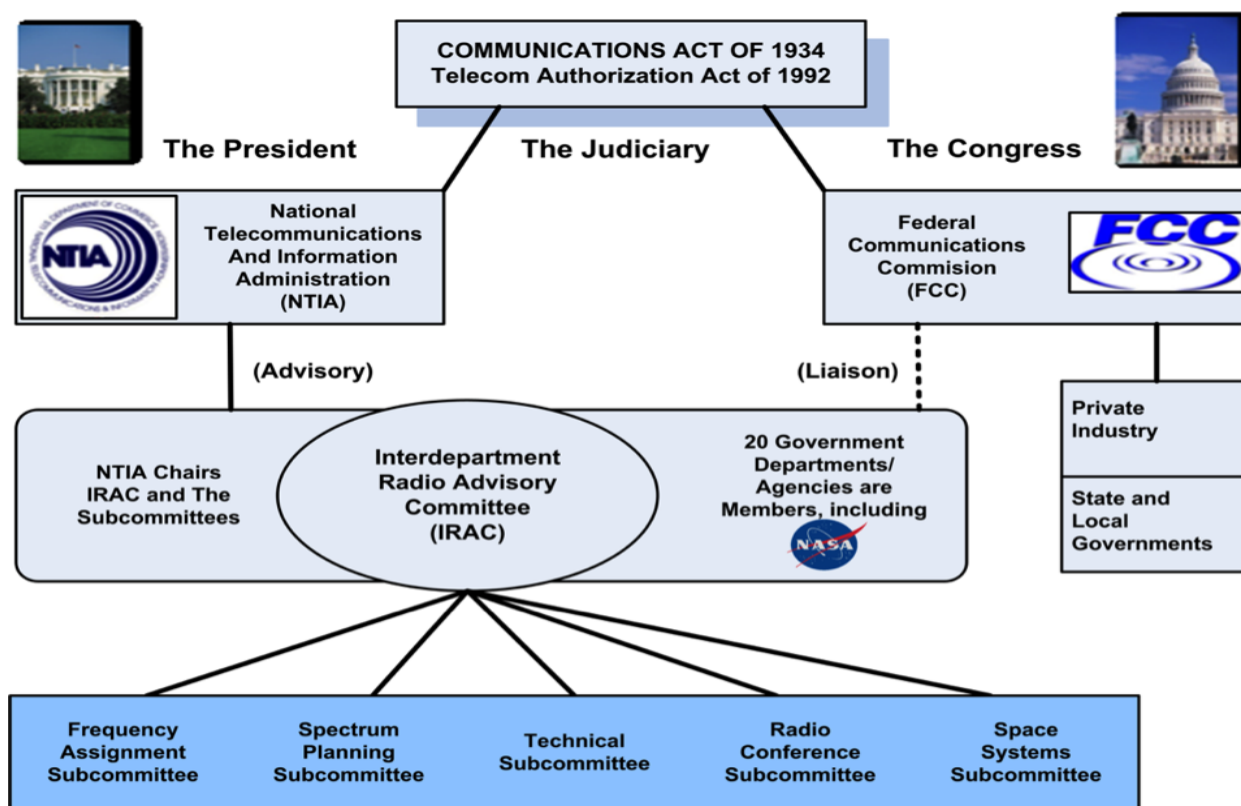 COMMUNICATIONS ACT OF 1934
Telecom Authorization Act of 1992
The President
The Judiciary
The Congress
NTIA
National
Telecommunications
And Information
Administration
(NTIA)
Federal
Communications
Commision
(FCC)
FCC
(Advisory)
(Liaison)
NTIA Chairs
IRAC and The
Subcommittees
Interdepartment
Radio Advisory
Committee
(IRAC)
20 Government
Departments/
Agencies are
Members, including
NASA
Private
Industry
State and
Local
Governments
Frequency
Assignment
Subcommittee
Spectrum
Planning
Subcommittee
Technical
Subcommittee
Radio
Conference
Subcommittee
Space
Systems
Subcommittee